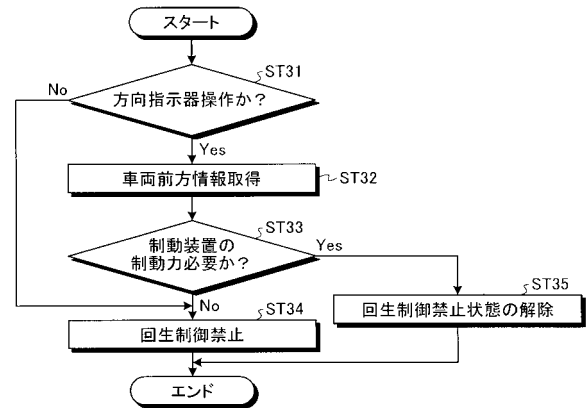 スタート
ST31
No
方向指示器操作か?
Yes
車両前方情報取得
ST32
ST33
制動装置の
制動力必要か?
Yes
ST35
No
ST34
回生制御禁止状態の解除
回生制御禁止
エンド